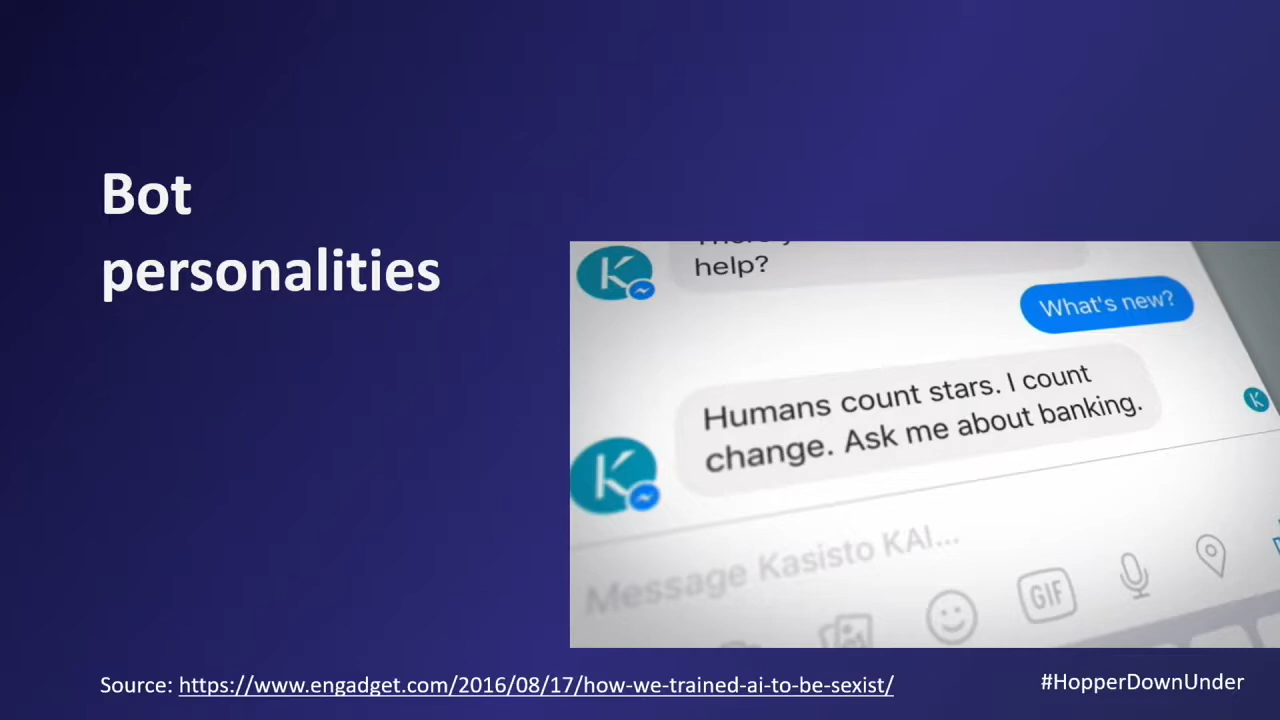 Bot
personalities
help?
What's new?
Humans count stars. I count
change. Ask me about banking.
K
K
K
Message Kasisto KAI...
GIF
Source: https://www.engadget.com/2016/08/17/how-we-trained-ai-to-be-sexist/
#HopperDownUnder